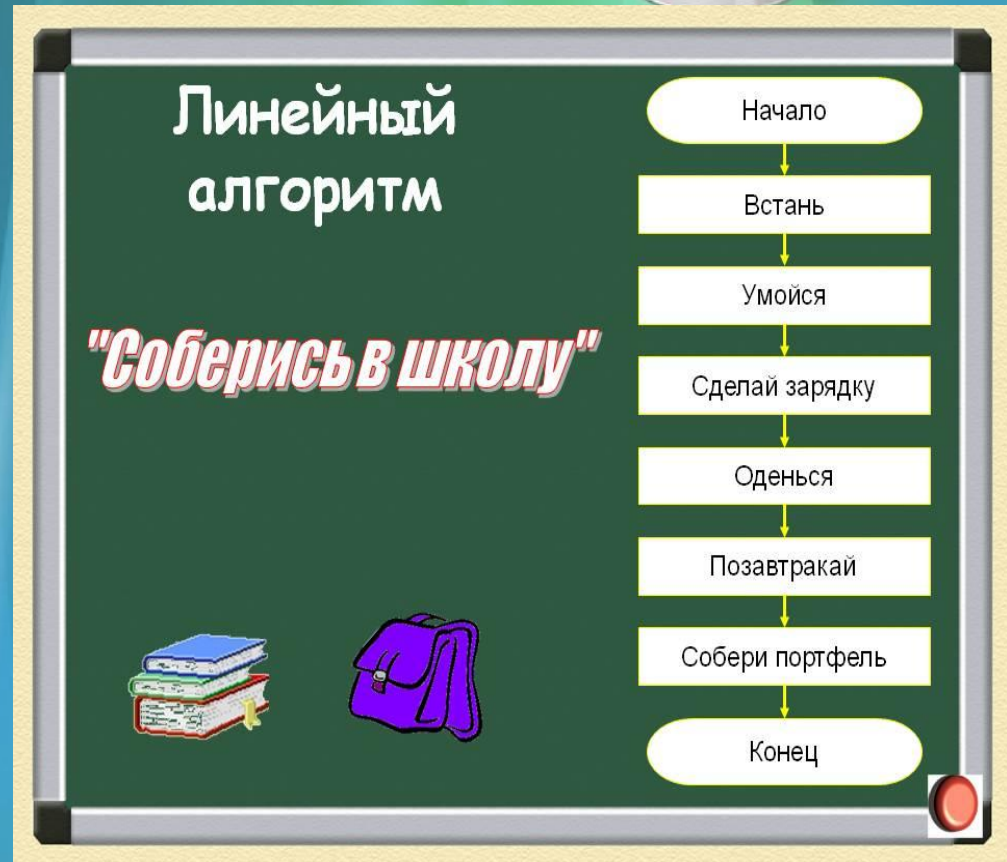 Линейный
алгоритм
"Соберись в школу"
Начало
Встань
Умойся
Сделай зарядку
Оденься
Позавтракай
Собери портфель
Конец